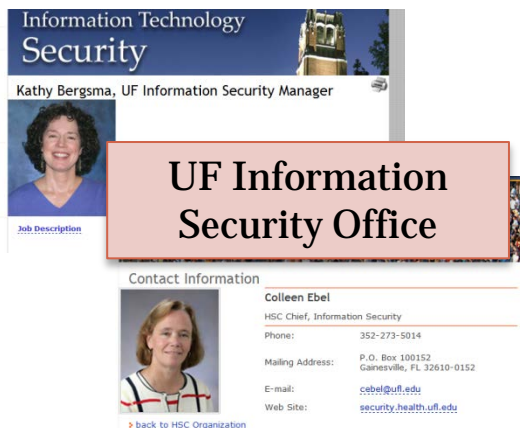 Information Technology
Security
Kathy Bergsma, UF Information Security Manager
UF Information
Security Office
Job Description
Contact Information
Colleen Ebel
HSC Chief, Information Security
Phone: 352-273-5014
Mailing Address: P.O. Box 100152
Gainesville, FL 32610-0152
E-mail: cebel@ufl.edu
Web Site: security.health.ufl.edu
> back to HSC Organization